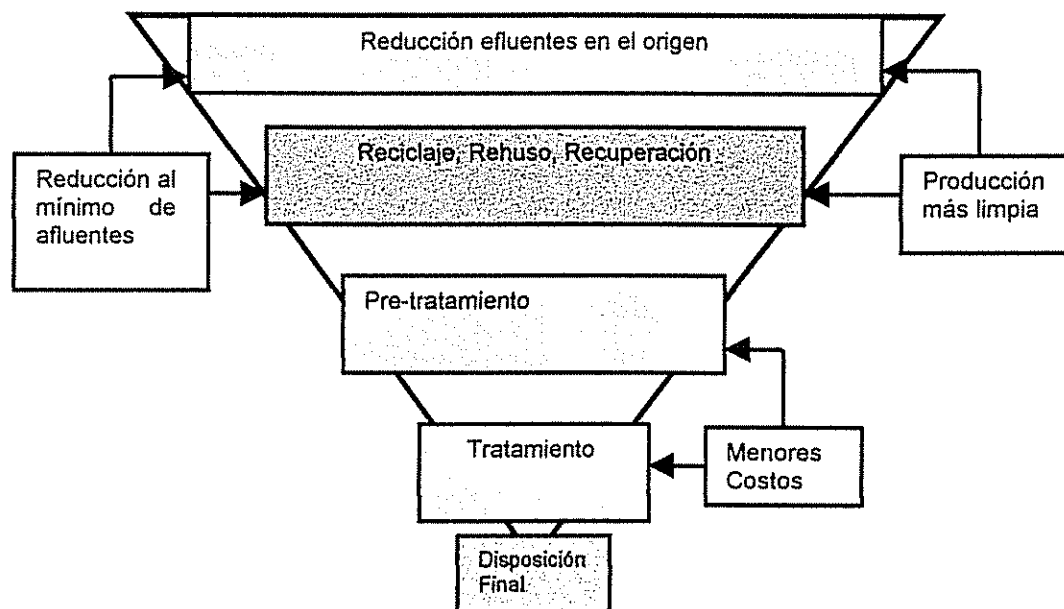 Reducción efluentes en el origen
Reciclaje, Rehuso, Recuperación
Reducción al
mínimo de
afluentes
Producción
más limpia
Pre-tratamiento
Tratamiento
Menores
Costos
Disposición
Final